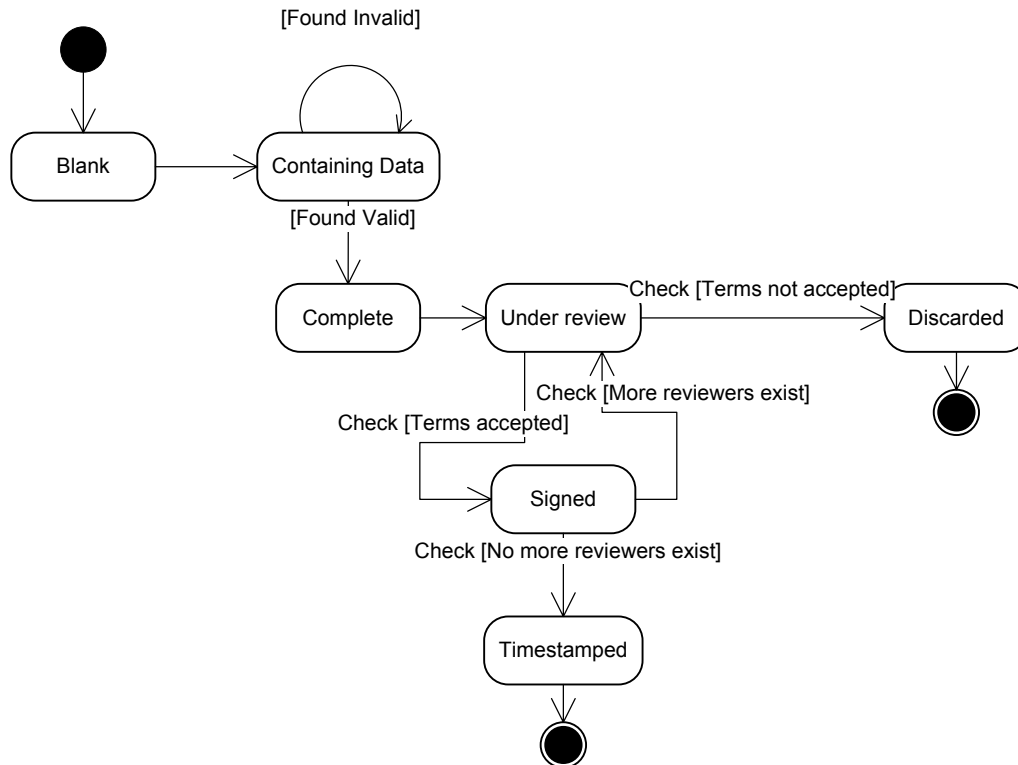 [Found Invalid]
Blank
Containing Data
[Found Valid]
Check [Terms not accepted]
Complete
Under review
Discarded
Check [More reviewers exist]
Check [Terms accepted]
Signed
Check [No more reviewers exist]
Timestamped